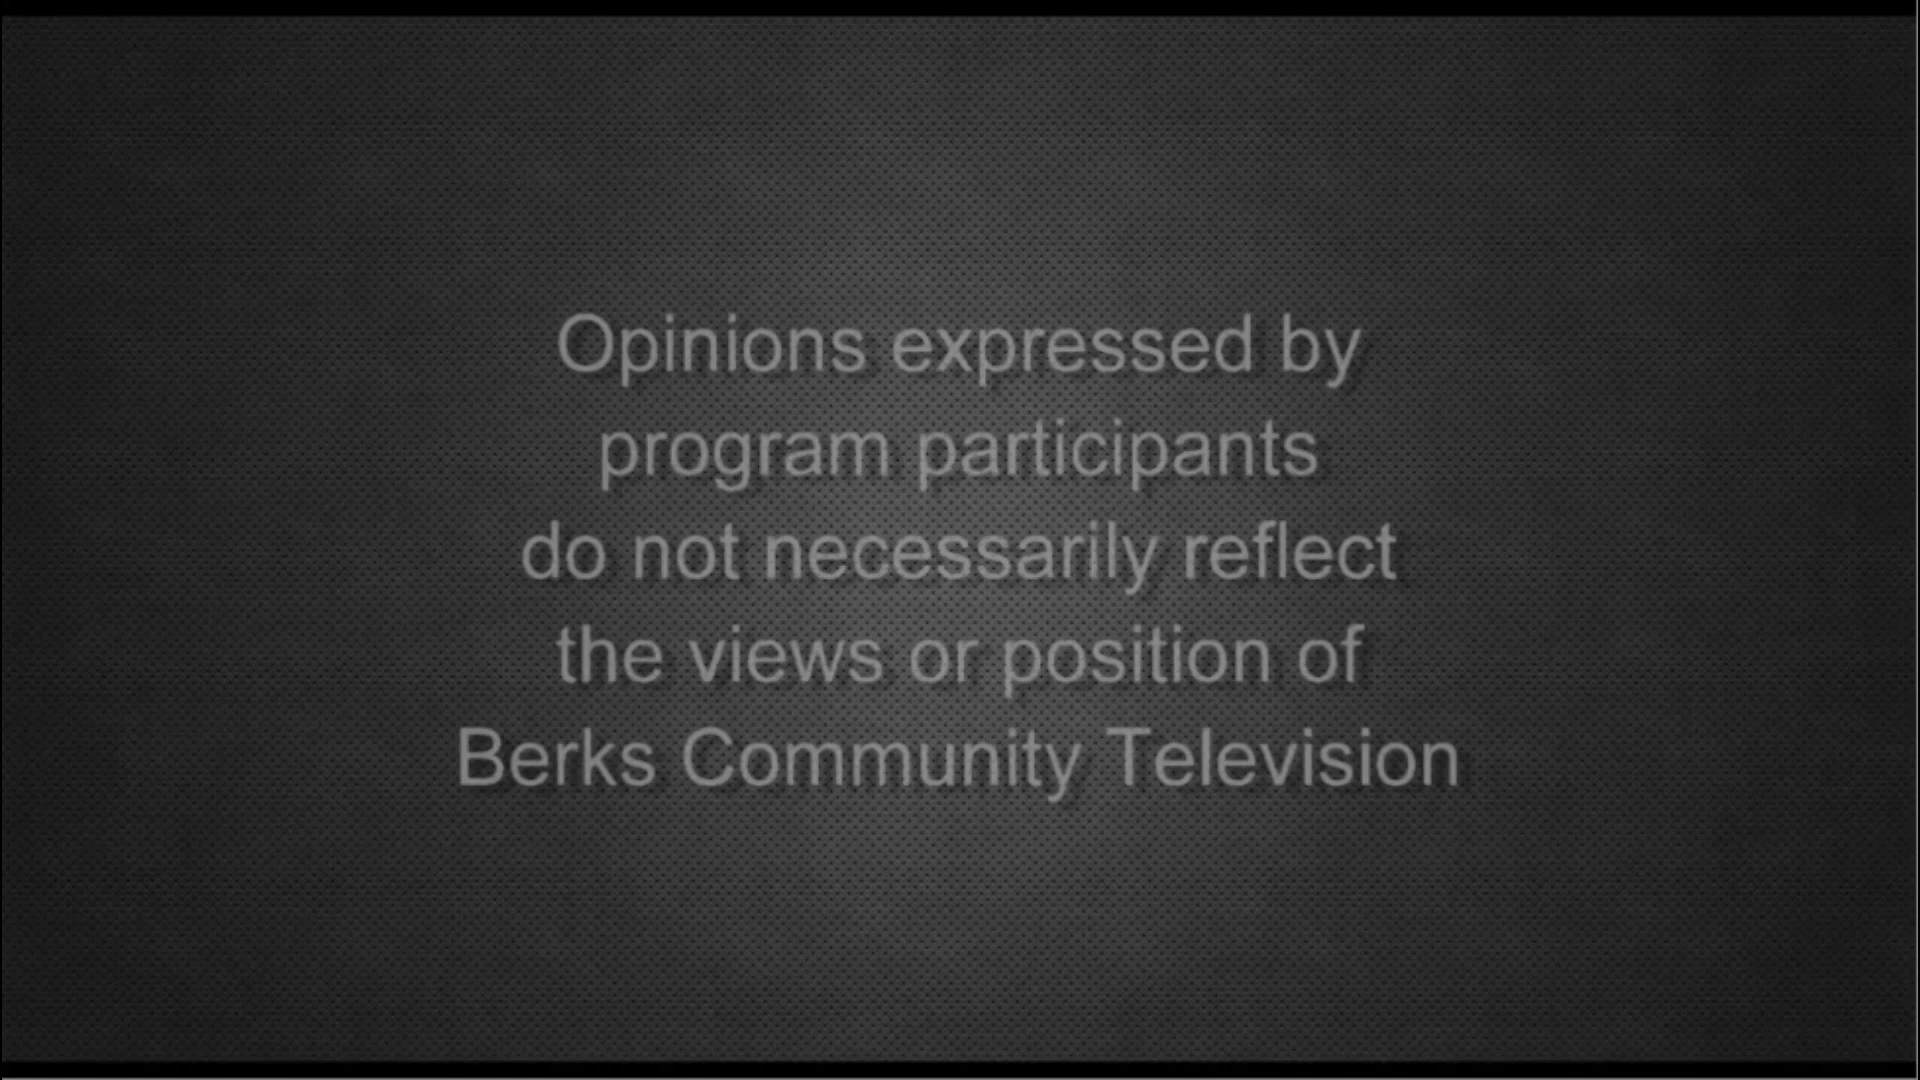 Opinions expressed by
program participants
do not necessarily reflect
the views or position of
Berks Community Television